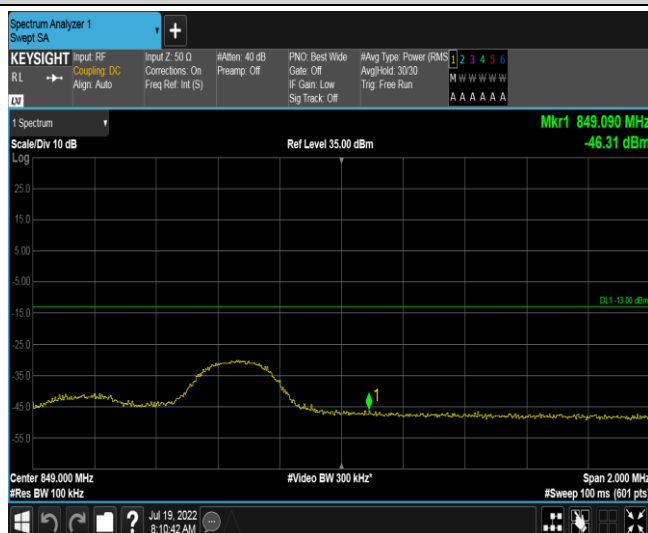 Spectrum Analyzer 1
Swept SA
KEYSIGHT
RL
Input: RF
Coupling: DC
Align: Auto
Input Z: 50 Ω
Corrections: On
Freq Ref: Int (S)
#Atten: 40 dB
Preamp: Off
PNO: Best Wide
Gate: Off
IF Gain: Low
Sig Track: Off
#Avg Type: Power (RMS
Avg|Hold: 30/30
Trig: Free Run
1 2 3 4 5 6
M W W W W W
A A A A A A
LXI
1 Spectrum
Mkr1 849.090 MHz
Scale/Div 10 dB
Ref Level 35.00 dBm
-46.31 dBm
Log
25.0
15.0
5.00
-5.00
DL1 -13.00 dBm
-15.0
-25.0
-35.0
1
-45.0
-55.0
Center 849.000 MHz
#Video BW 300 kHz*
Span 2.000 MHz
#Res BW 100 kHz
#Sweep 100 ms (601 pts)
?
Jul 19, 2022
8:10:42 AM